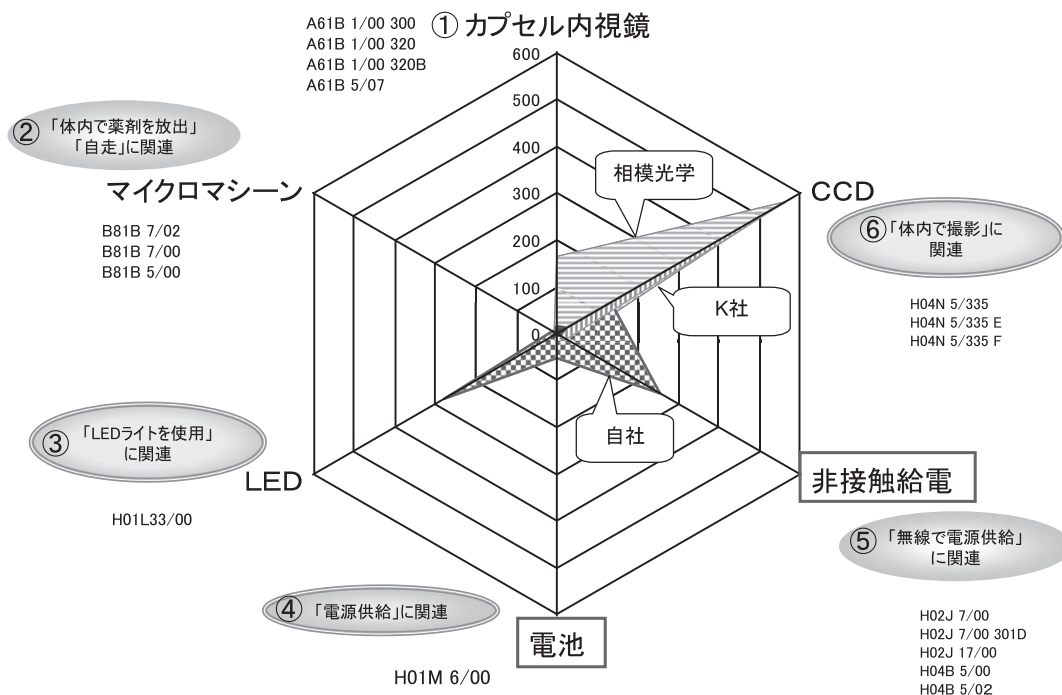 A61B 1/00 300
A61B 1/00 320
A61B 1/00 320B
A61B 5/07
① カプセル内視鏡
600
500
400
300
200
100
0
② 「体内で薬剤を放出」
「自走」に関連
マイクロマシーン
B81B 7/02
B81B 7/00
B81B 5/00
相模光学
CCD
⑥ 「体内で撮影」に
関連
K社
H04N 5/335
H04N 5/335 E
H04N 5/335 F
自社
③ 「LEDライトを使用」
に関連
LED
H01L33/00
非接触給電
⑤ 「無線で電源供給」
に関連
H02J 7/00
H02J 7/00 301D
H02J 17/00
H04B 5/00
H04B 5/02
④ 「電源供給」に関連
電池
H01M 6/00